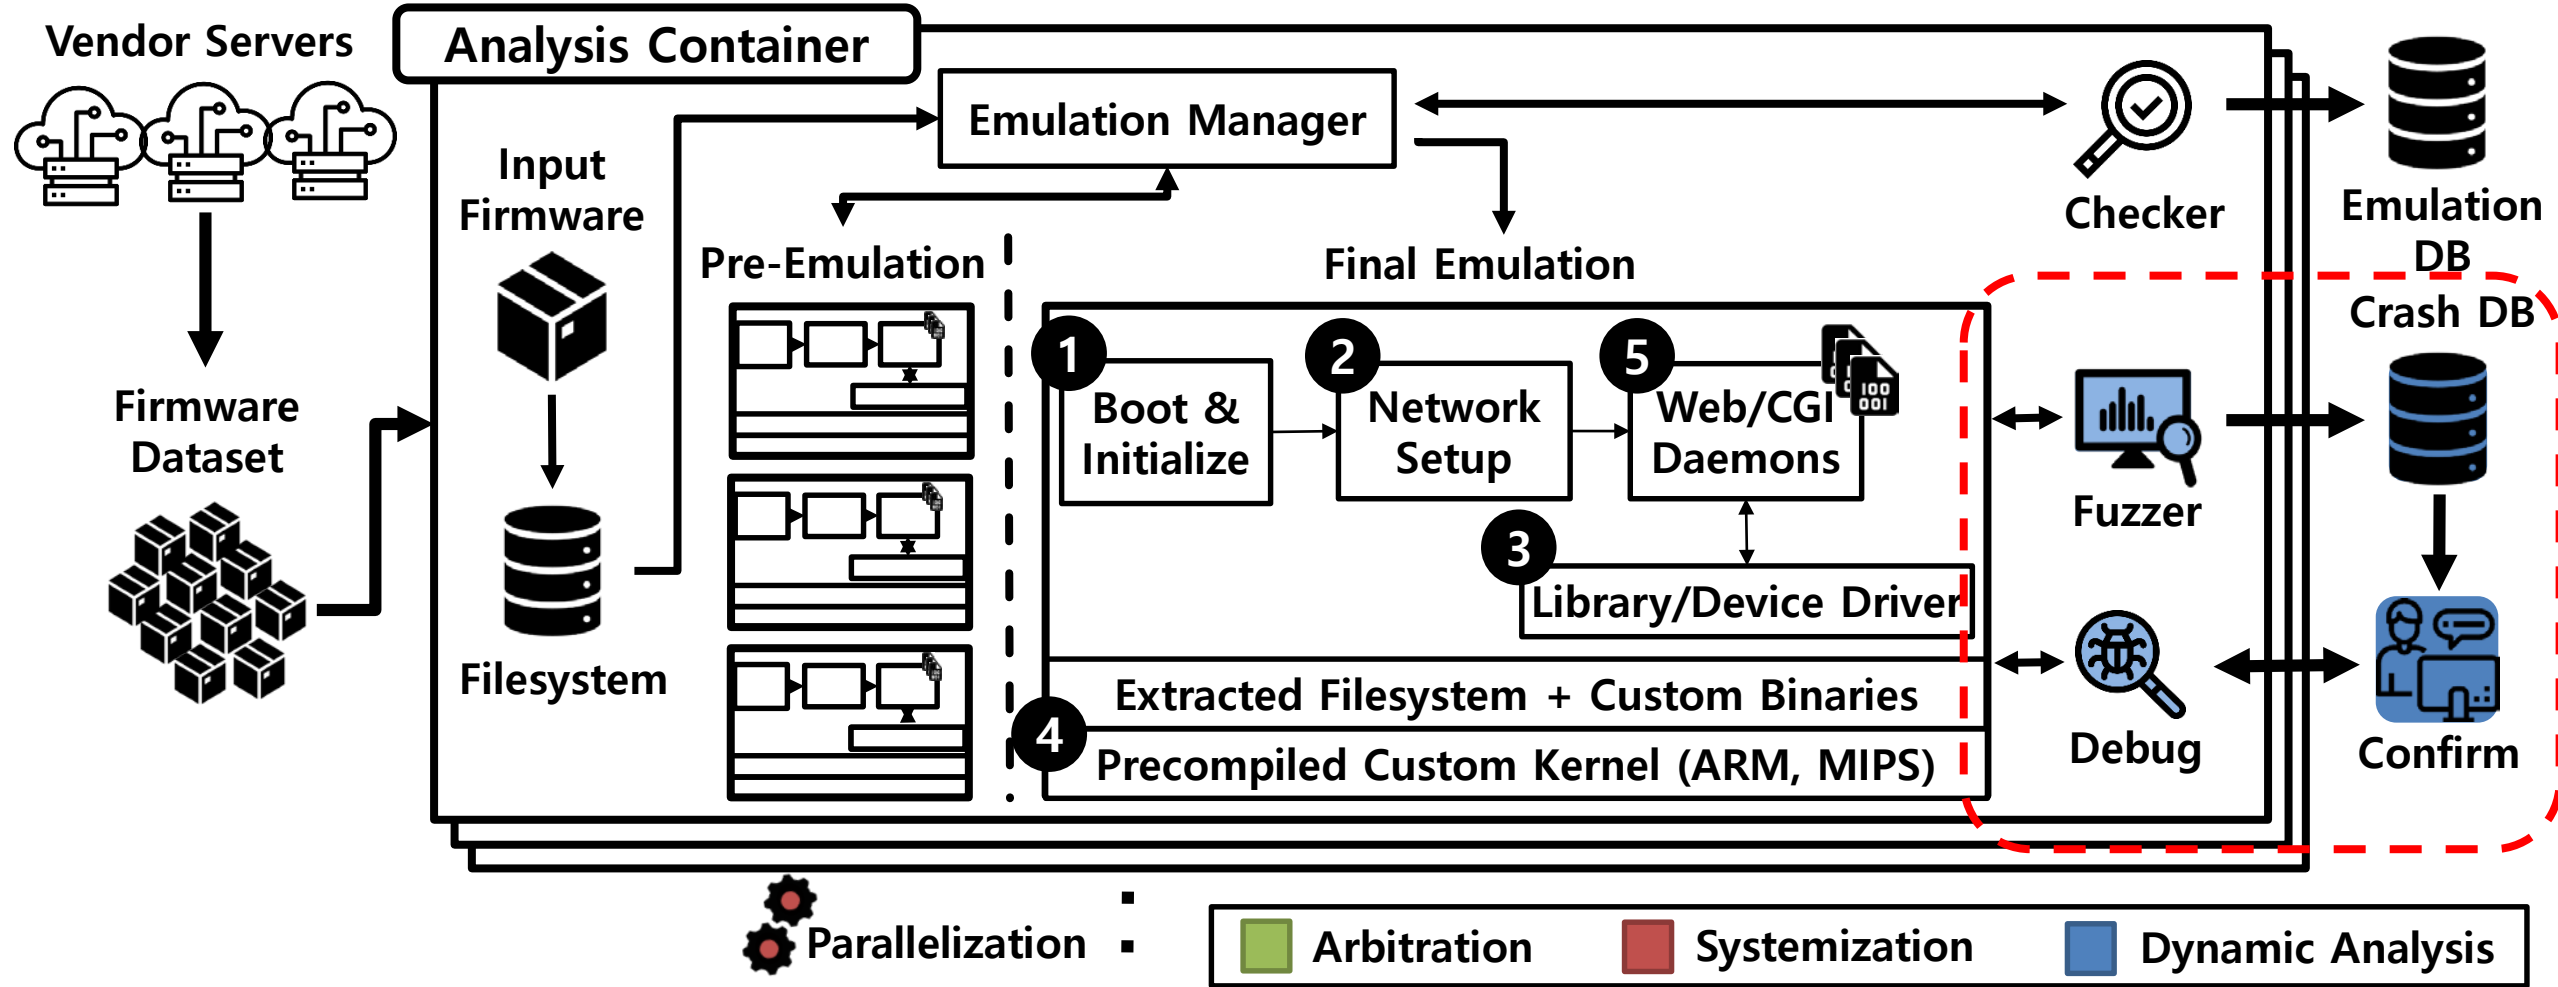 Vendor Servers
Analysis Container
Emulation Manager
Input
Firmware
Checker
Emulation
DB
Pre-Emulation
Final Emulation
Crash DB
Firmware
Dataset
1
Boot &
Initialize
2
Network
Setup
5
Web/CGI
Daemons
100
001
Fuzzer
3
Library/Device Driver
Filesystem
Extracted Filesystem + Custom Binaries
4
Precompiled Custom Kernel (ARM, MIPS)
Debug
Confirm
Parallelization
Arbitration
Systemization
Dynamic Analysis